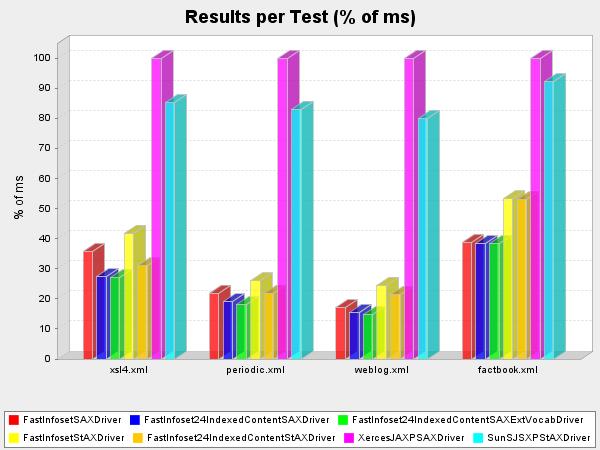 Results per Test (% of ms)
100
90
80
70
60
50
40
30
20
10
0
% of ms
xsl4.xml periodic.xml weblog.xml factbook.xml
FastInfosetSAXDriver FastInfoset24IndexedContentSAXDriver FastInfoset24IndexedContentSAXExtVocabDriver
FastInfosetStAXDriver FastInfoset24IndexedContentStAXDriver XercesJAXPSAXDriver SunSJSXPStAXDriver